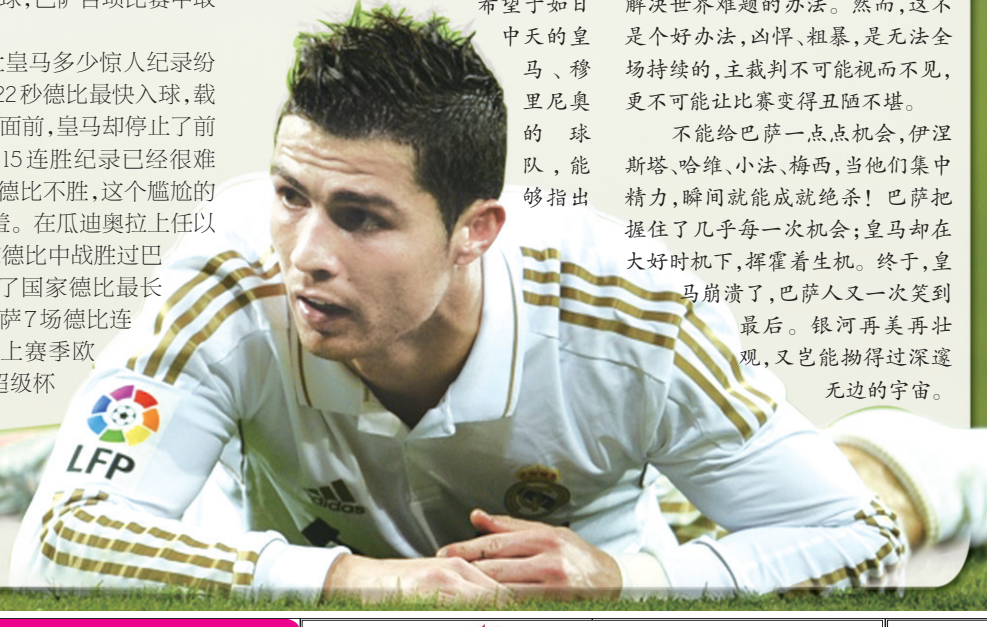 皇马多少惊人纪录纷
22秒德比最快入球,载
面前,皇马却停止了前
15连胜纪录已经很难
德比不胜,这个尴尬的
。在瓜迪奥拉上任以
德比中战胜过巴
了国家德比最长
萨7场德比连
上赛季欧
超级杯
希望于如日
中天的皇
马、穆
里尼奥
的球
队,能
够指出
解决世界难题的办法。然而,这不
是个好办法,凶悍、粗暴,是无法全
场持续的,主裁判不可能视而不见,
更不可能让比赛变得丑陋不堪。
不能给巴萨一点点机会,伊涅
斯塔、哈维、小法、梅西,当他们集中
精力,瞬间就能成就绝杀!巴萨把
握住了几乎每一次机会;皇马却在
大好时机下,挥霍着生机。终于,皇
马崩溃了,巴萨人又一次笑到
最后。银河再美再壮
观,又岂能拗得过深邃
无边的宇宙。
LFP
adidas